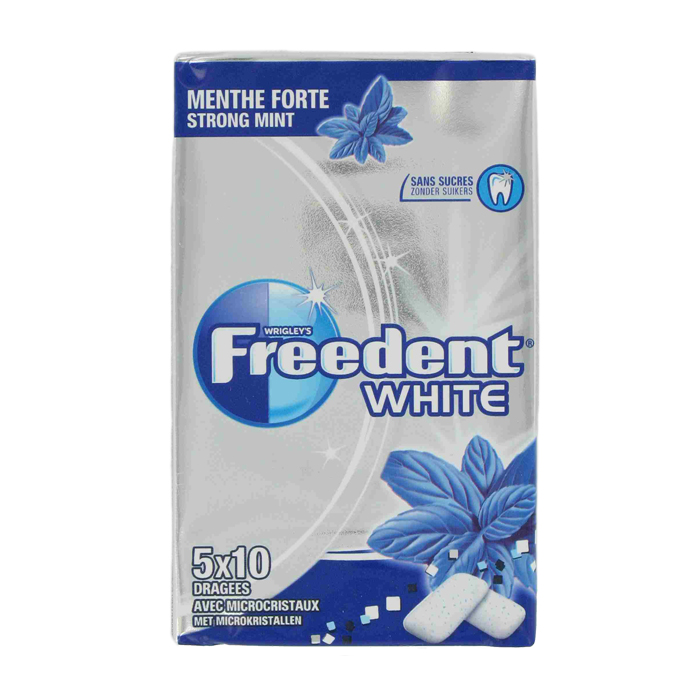 MENTHE FORTE
STRONG MINT
SANS SUCRES
ZONDER SUIKERS
WRIGLEY'S
Freedent®
WHITE
5x10
DRAGEES
AVEC MICROCRISTAUX
MET MICROKRISTALLEN